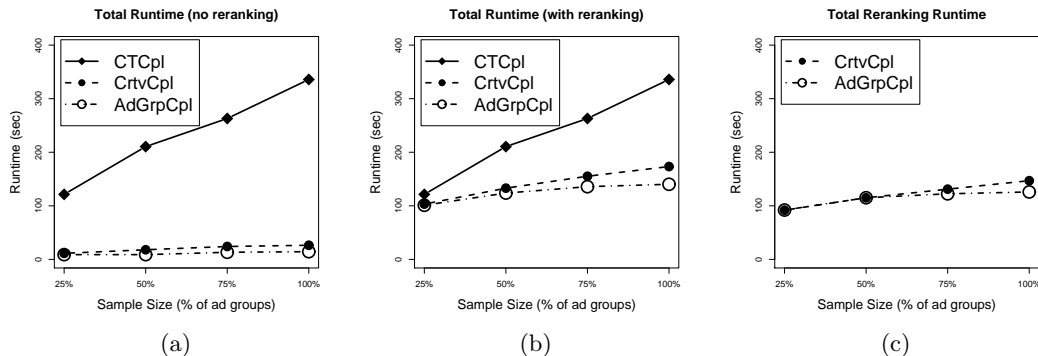 Total Runtime (no reranking)
400
300
200
100
0
Runtime (sec)
CTCpl
CrtvCpl
AdGrpCpl
25% 50% 75% 100%
Sample Size (% of ad groups)
(a)
Total Runtime (with reranking)
400
300
200
100
0
Runtime (sec)
CTCpl
CrtvCpl
AdGrpCpl
25% 50% 75% 100%
Sample Size (% of ad groups)
(b)
Total Reranking Runtime
400
300
200
100
0
Runtime (sec)
CrtvCpl
AdGrpCpl
25% 50% 75% 100%
Sample Size (% of ad groups)
(c)